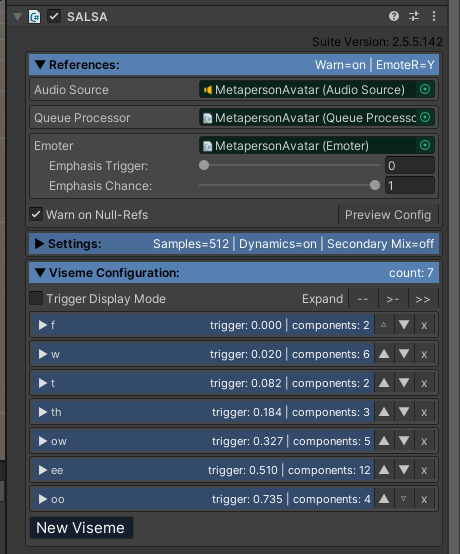 SALSA
Suite Version: 2.5.5.142
References: Warn=on | EmoteR=Y
Audio Source MetapersonAvatar (Audio Source)
Queue Processor MetapersonAvatar (Queue Processc
Emoter MetapersonAvatar (Emoter)
Emphasis Trigger: 0
Emphasis Chance: 1
Warn on Null-Refs Preview Config
Settings: Samples=512 | Dynamics=on | Secondary Mix=off
Viseme Configuration: count: 7
Trigger Display Mode Expand -- >- >>
f trigger: 0.000 | components: 2 x
w trigger: 0.020 | components: 6 x
t trigger: 0.082 | components: 2 x
th trigger: 0.184 | components: 3 x
ow trigger: 0.327 | components: 5 x
ee trigger: 0.510 | components: 12 x
oo trigger: 0.735 | components: 4 x
New Viseme